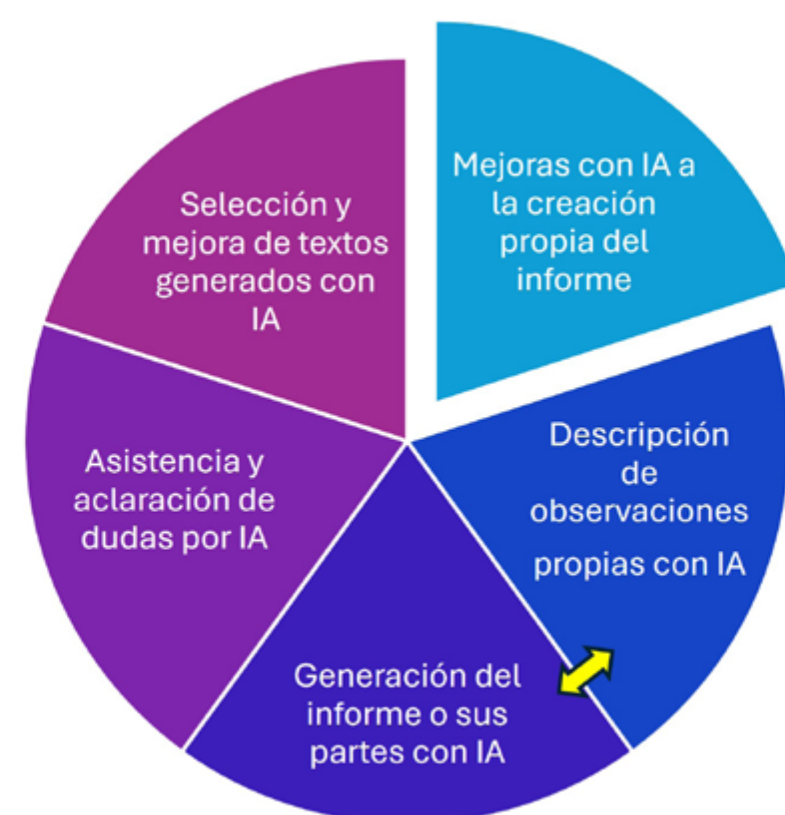 Mejoras con IA a
la creación
propia del
informe
Descripción
de
observaciones
propias con IA
Generación del
informe o sus
partes con IA
Asistencia y
aclaración de
dudas por IA
Selección y
mejora de textos
generados con
IA